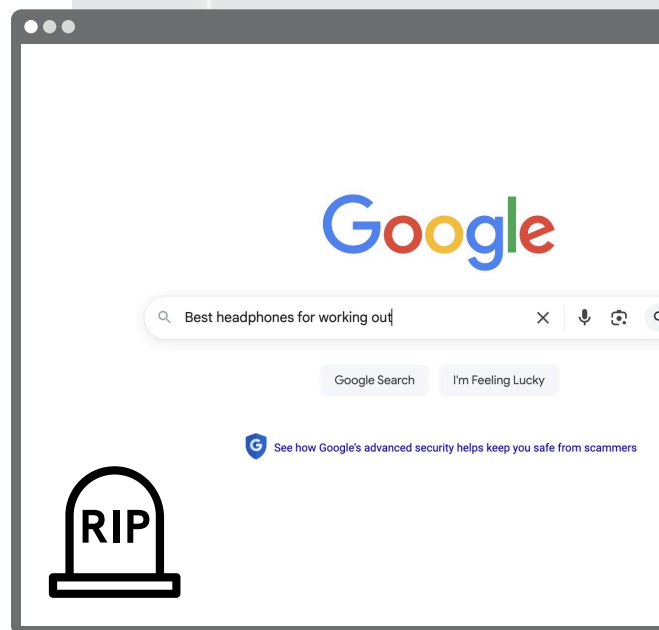 Google
Best headphones for working out
Google Search
I'm Feeling Lucky
G
See how Google's advanced security helps keep you safe from scammers
RIP